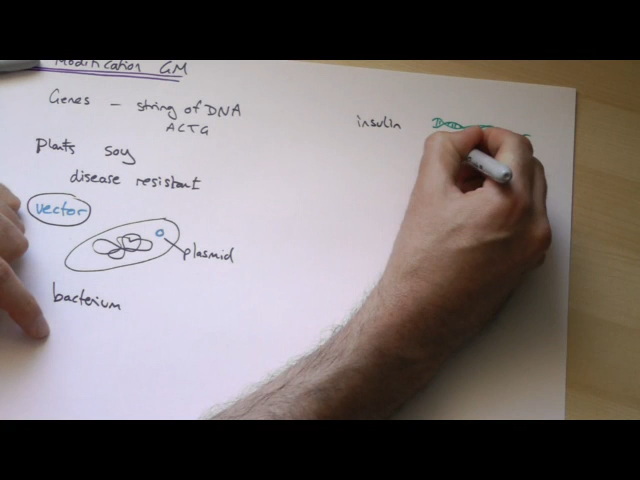 Modification GM
Genes – string of DNA
ACTG
Plants soy
disease resistant
vector
plasmid
bacterium
insulin